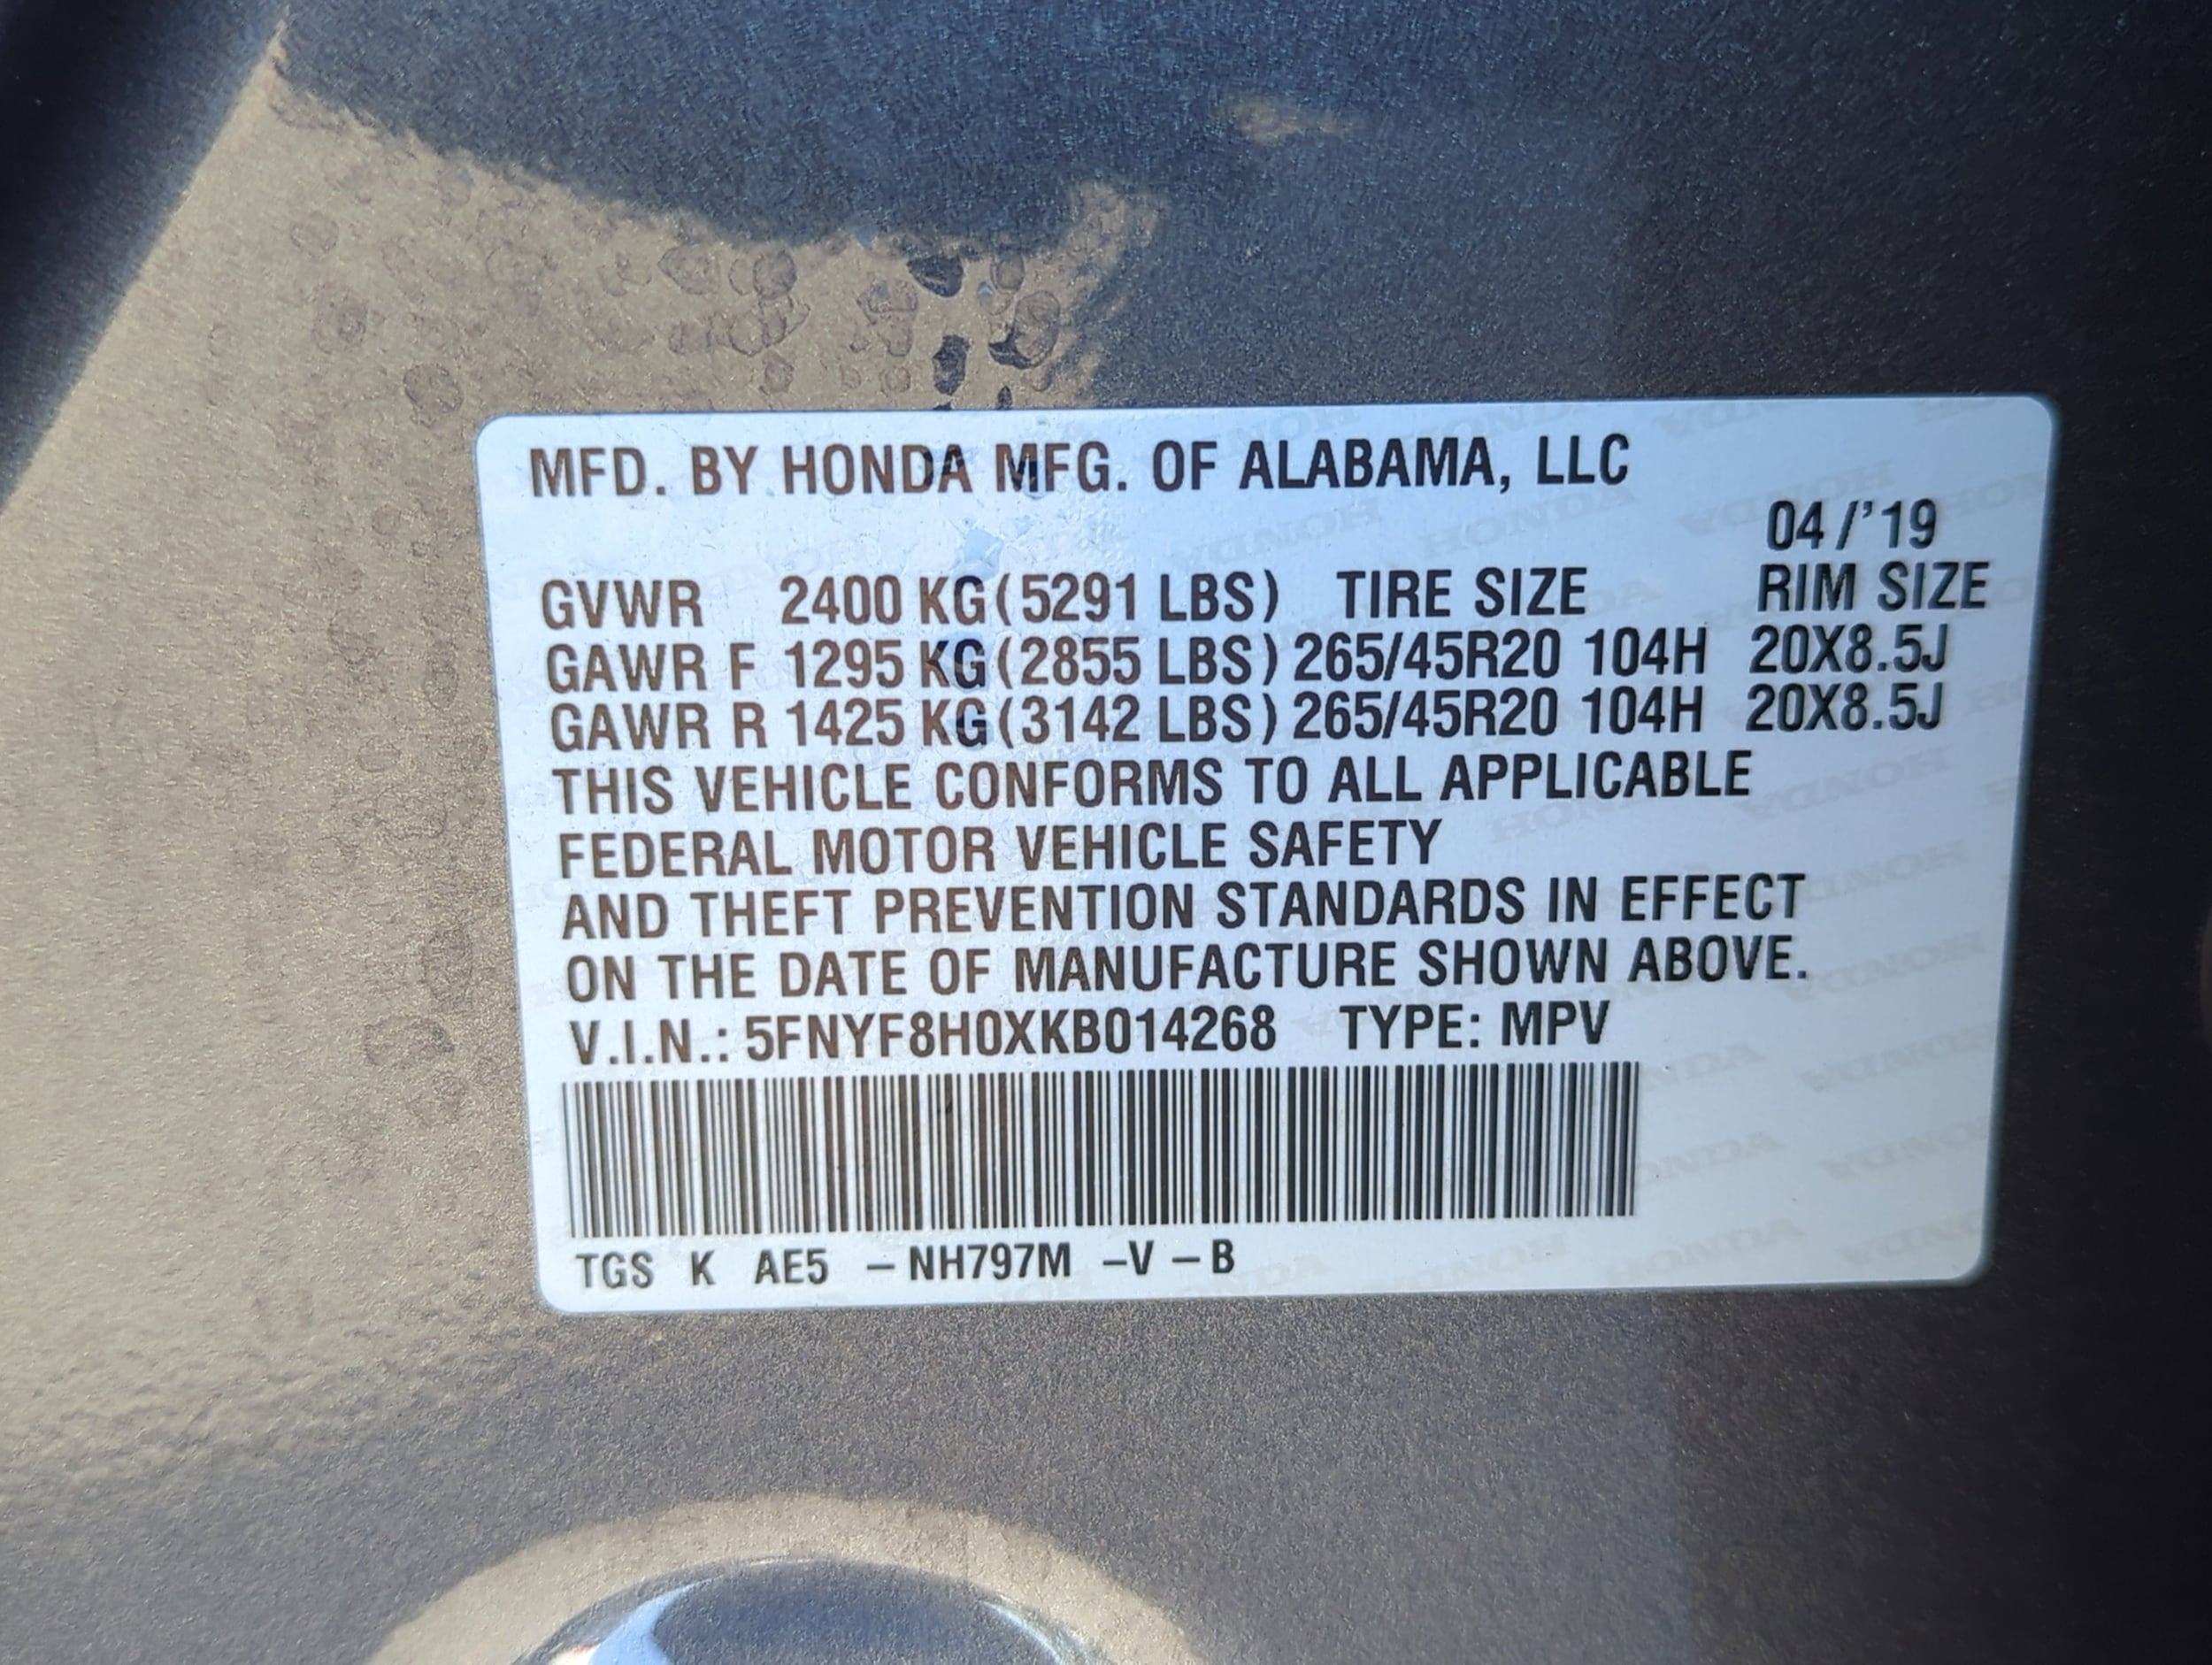 MFD. BY HONDA MFG. OF ALABAMA, LLC
04/'19
GVWR 2400 KG(5291 LBS) TIRE SIZE RIM SIZE
GAWR F 1295 KG(2855 LBS) 265/45R20 104H 20X8.5J
GAWR R 1425 KG(3142 LBS) 265/45R20 104H 20X8.5J
THIS VEHICLE CONFORMS TO ALL APPLICABLE
FEDERAL MOTOR VEHICLE SAFETY
AND THEFT PREVENTION STANDARDS IN EFFECT
ON THE DATE OF MANUFACTURE SHOWN ABOVE.
V.I.N.: 5FNYF8H0XKB014268 TYPE: MPV
TGS K AE5 – NH797M –V – B